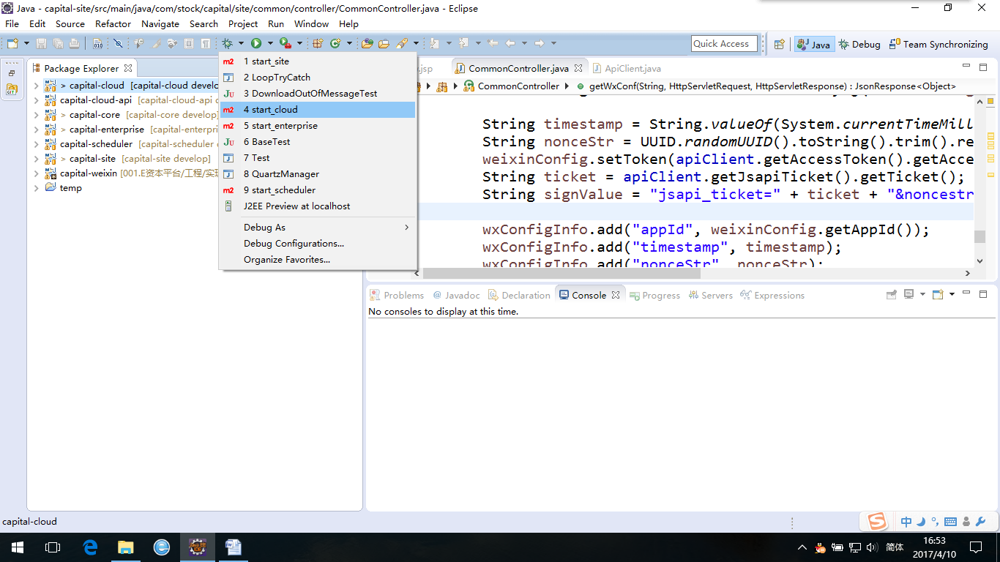 Java - capital-site/src/main/java/com/stock/capital/site/common/controller/CommonController.java - Eclipse
File Edit Source Refactor Navigate Search Project Run Window Help
Quick Access Java Debug Team Synchronizing
Package Explorer
> capital-cloud [capital-cloud develo
capital-cloud-api [capital-cloud-api d
> capital-core [capital-core develop]
> capital-enterprise [capital-enterpri
capital-scheduler [capital-scheduler d
> capital-site [capital-site develop]
capital-weixin [001.E资本平台/工程/实现
temp
1 start_site
2 LoopTryCatch
3 DownloadOutOfMessageTest
4 start_cloud
5 start_enterprise
6 BaseTest
7 Test
8 QuartzManager
9 start_scheduler
J2EE Preview at localhost
Debug As
Debug Configurations...
Organize Favorites...
.jsp CommonController.java ApiClient.java
CommonController getWxConf(String, HttpServletRequest, HttpServletResponse) : JsonResponse<Object>
String timestamp = String.valueOf(System.currentTimeMill
String nonceStr = UUID.randomUUID().toString().trim().re
weixinConfig.setToken(apiClient.getAccessToken().getAcce
String ticket = apiClient.getJsapiTicket().getTicket();
String signValue = "jsapi_ticket=" + ticket + "&noncestr
wxConfigInfo.add("appId", weixinConfig.getAppId());
wxConfigInfo.add("timestamp", timestamp);
wxConfigInfo.add("nonceStr", nonceStr);
Problems @ Javadoc Declaration Console Progress Servers Expressions
No consoles to display at this time.
capital-cloud
中
简体
16:53
2017/4/10